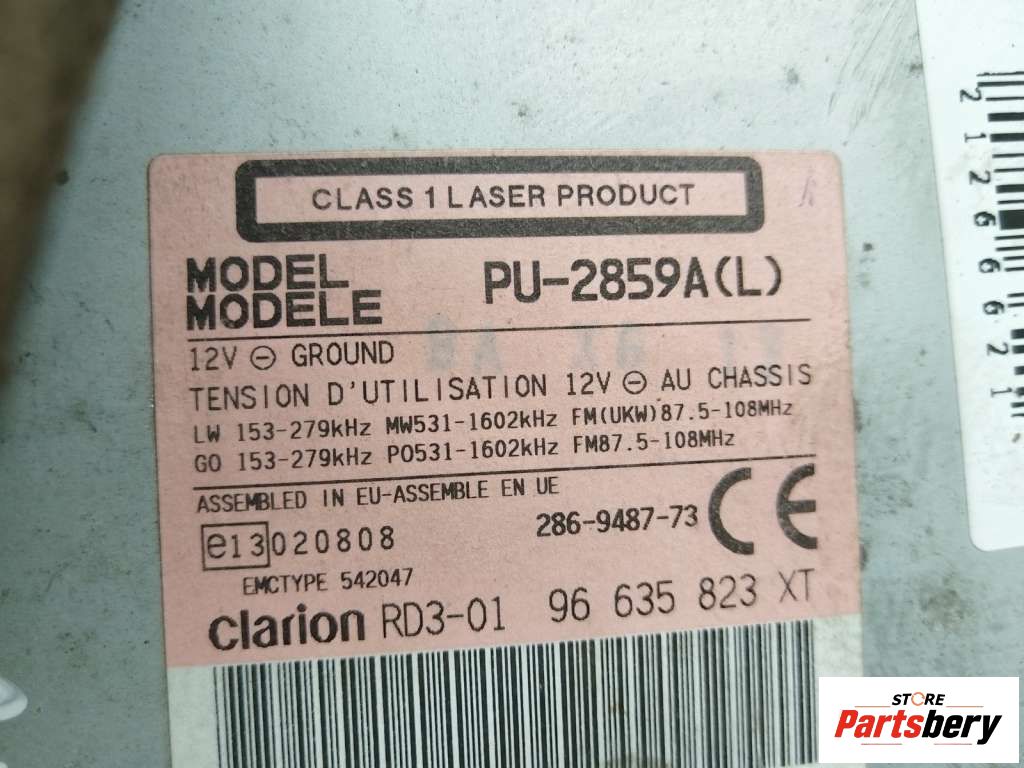 CLASS 1 LASER PRODUCT
MODEL
MODELE
PU-2859A(L)
12V ⊖ GROUND
TENSION D'UTILISATION 12V ⊖ AU CHASSIS
LW 153-279kHz MW531-1602kHz FM(UKW)87.5-108MHz
GO 153-279kHz PO531-1602kHz FM87.5-108MHz
ASSEMBLED IN EU-ASSEMBLE EN UE
286-9487-73 CE
e13 020808
EMCTYPE 542047
clarion RD3-01 96 635 823 XT
21266621
STORE
Partsbery